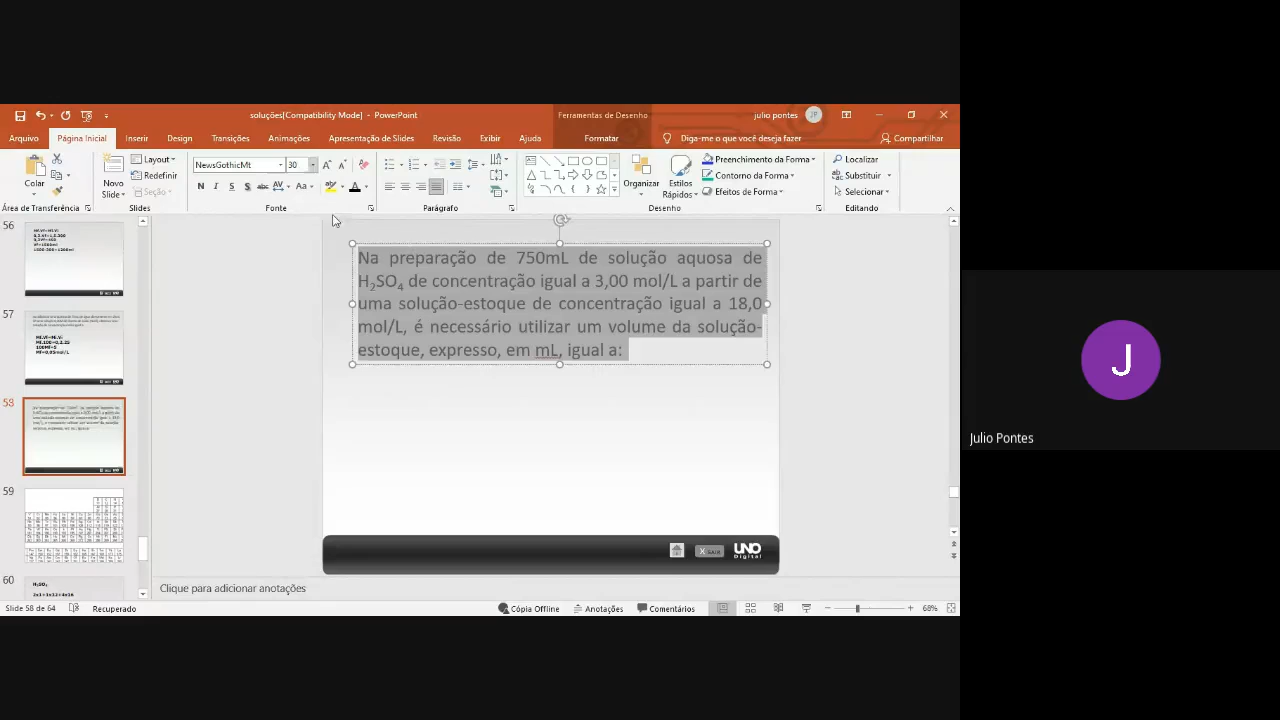 soluções[Compatibility Mode] - PowerPoint
Ferramentas de Desenho
julio pontes
JP
Arquivo
Página Inicial
Inserir
Design
Transições
Animações
Apresentação de Slides
Revisão
Exibir
Ajuda
Formatar
Diga-me o que você deseja fazer
Compartilhar
Colar
Novo
Slide
Layout
Redefinir
Seção
NewsGothicMt
30
N I S S abc AV Aa
Organizar
Estilos
Rápidos
Preenchimento da Forma
Contorno da Forma
Efeitos de Forma
Localizar
Substituir
Selecionar
Área de Transferência
Slides
Fonte
Parágrafo
Desenho
Editando
56
57
58
59
60
Na preparação de 750mL de solução aquosa de
H₂SO₄ de concentração igual a 3,00 mol/L a partir de
uma solução-estoque de concentração igual a 18,0
mol/L, é necessário utilizar um volume da solução-
estoque, expresso, em mL, igual a:
X SAIR
UNO
Digital
Clique para adicionar anotações
Slide 58 de 64
Recuperado
Cópia Offline
Anotações
Comentários
68%
J
Julio Pontes